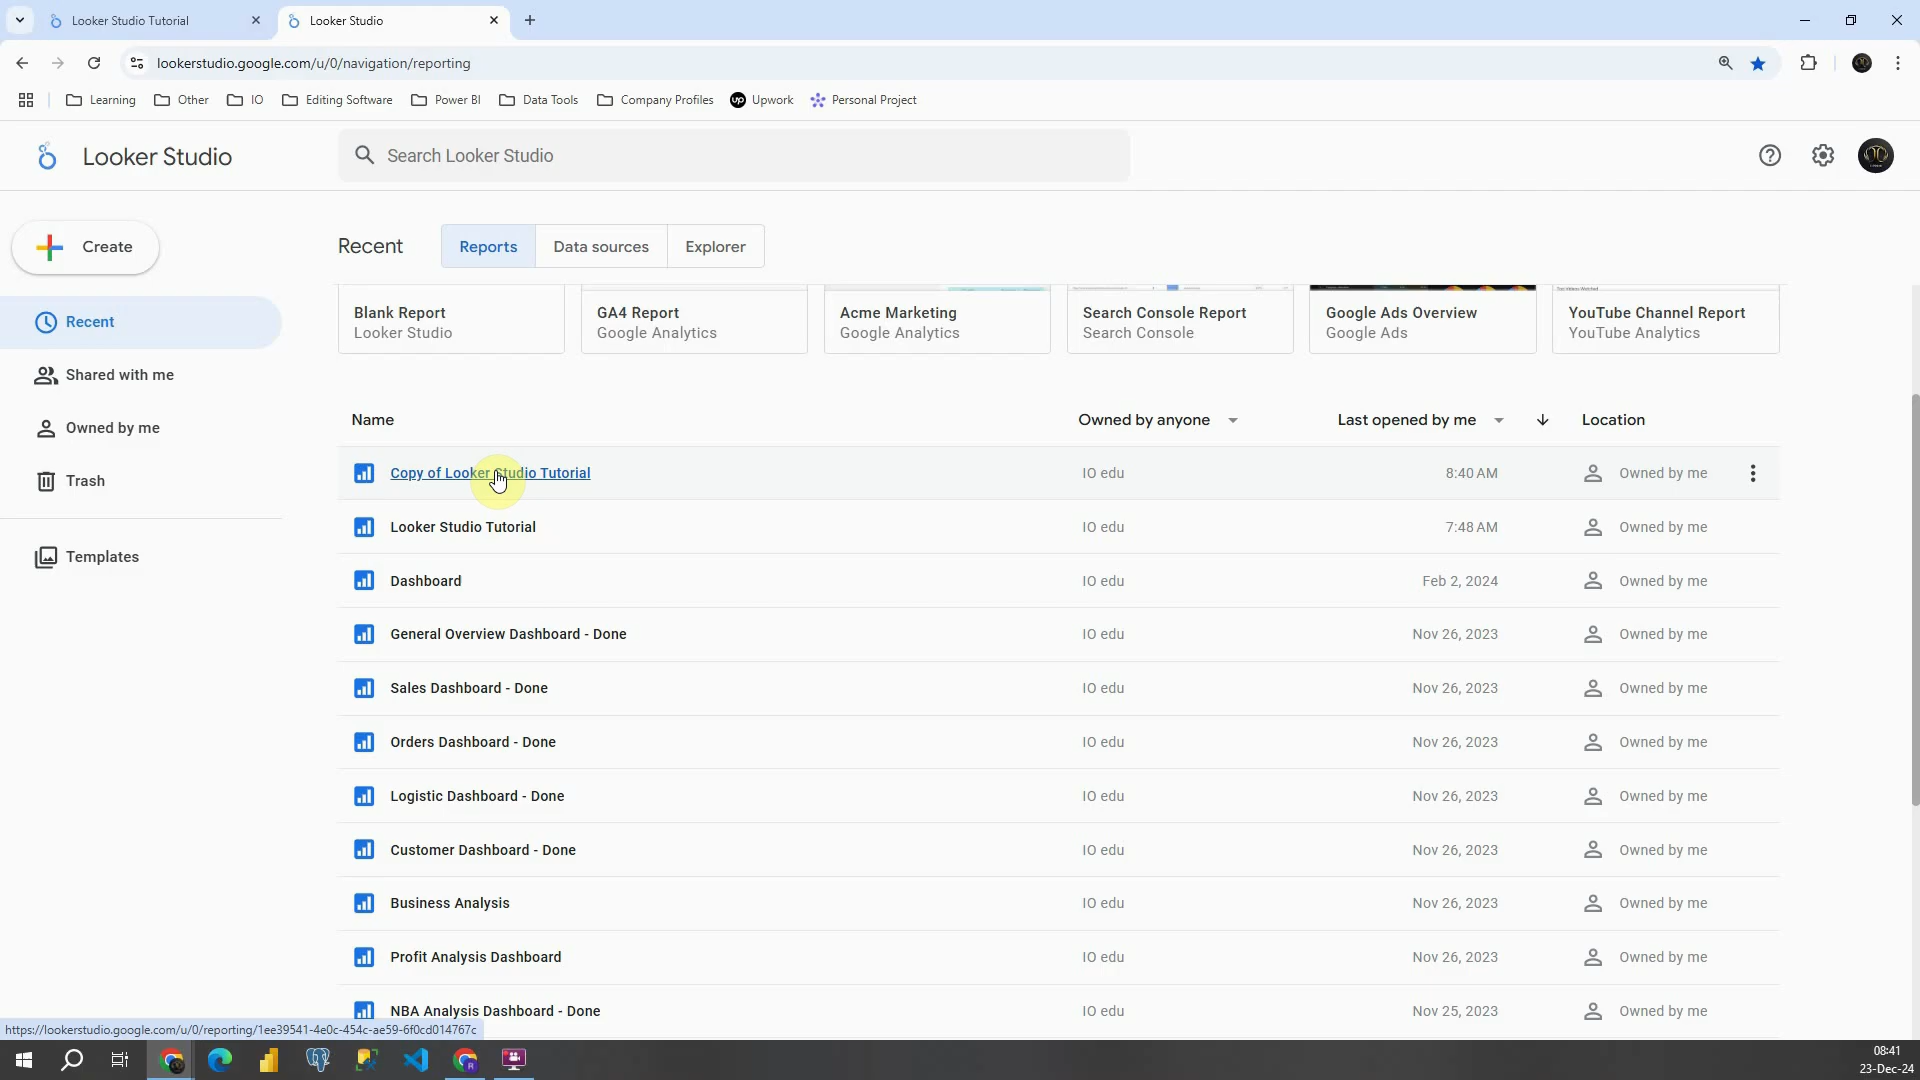 Looker Studio Tutorial
Looker Studio
lookerstudio.google.com/u/0/navigation/reporting
Learning
Other
IO
Editing Software
Power BI
Data Tools
Company Profiles
up Upwork
Personal Project
Looker Studio
Search Looker Studio
Create
Recent
Reports
Data sources
Explorer
Recent
Shared with me
Owned by me
Trash
Templates
Blank Report
Looker Studio
GA4 Report
Google Analytics
Acme Marketing
Google Analytics
Search Console Report
Search Console
Google Ads Overview
Google Ads
YouTube Channel Report
YouTube Analytics
Name
Owned by anyone
Last opened by me
Location
Copy of Looker Studio Tutorial
IO edu
8:40 AM
Owned by me
Looker Studio Tutorial
IO edu
7:48 AM
Owned by me
Dashboard
IO edu
Feb 2, 2024
Owned by me
General Overview Dashboard - Done
IO edu
Nov 26, 2023
Owned by me
Sales Dashboard - Done
IO edu
Nov 26, 2023
Owned by me
Orders Dashboard - Done
IO edu
Nov 26, 2023
Owned by me
Logistic Dashboard - Done
IO edu
Nov 26, 2023
Owned by me
Customer Dashboard - Done
IO edu
Nov 26, 2023
Owned by me
Business Analysis
IO edu
Nov 26, 2023
Owned by me
Profit Analysis Dashboard
IO edu
Nov 26, 2023
Owned by me
NBA Analysis Dashboard - Done
IO edu
Nov 25, 2023
Owned by me
https://lookerstudio.google.com/u/0/reporting/1ee39541-4e0c-454c-ae59-6f0cd014767c
08:41
23-Dec-24